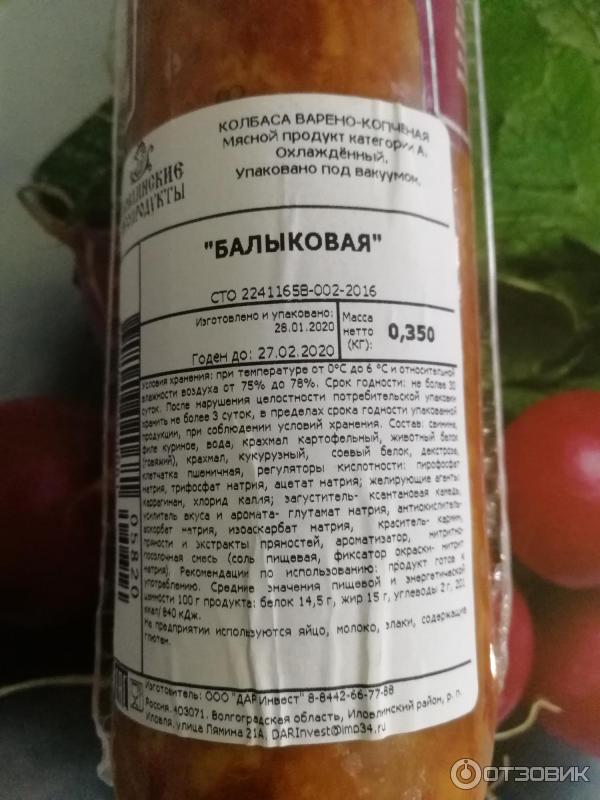 КОЛБАСА ВАРЕНО-КОПЧЁНАЯ
Мясной продукт категории А.
Охлаждённый.
Упаковано под вакуумом.
"БАЛЫКОВАЯ"
СТО 22411658-002-2016
Изготовлено и упаковано:
28.01.2020
Годен до: 27.02.2020
Масса
нетто
(КГ):
0,350
Условия хранения: при температуре от 0°С до 6 °С и относительной
влажности воздуха от 75% до 78%. Срок годности: не более 30
суток. После нарушения целостности потребительской упаковки
хранить не более 3 суток, в пределах срока годности упакованной
продукции, при соблюдении условий хранения. Состав: свинина,
филе куриное, вода, крахмал картофельный, животный белок
(говяжий), крахмал, кукурузный, соевый белок, декстроза,
клетчатка пшеничная, регуляторы кислотности: пирофосфат
натрия, трифосфат натрия, ацетат натрия; желирующие агенты:
каррагинан, хлорид калия; загуститель- ксантановая камедь,
усилитель вкуса и аромата- глутамат натрия, антиокислитель-
аскорбат натрия, изоаскарбат натрия, краситель- кармин,
пряности и экстракты пряностей, ароматизатор, нитритно-
посолочная смесь (соль пищевая, фиксатор окраски- нитрит
натрия). Рекомендации по использованию: продукт готов к
употреблению. Средние значения пищевой и энергетической
ценности 100 г продукта: белок 14,5 г, жир 15 г, углеводы 2 г, 201
ккал/ 840 кДж.
На предприятии используются яйцо, молоко, злаки, содержащие
глютен.
05820
Изготовитель: ООО "ДАРИнвест" 8-8442-66-77-88
Россия, 403071, Волгоградская область, Иловлинский район, р. п.
Иловля, улица Лямина 21А, DARInvest@imp34.ru
ОТЗОВИК